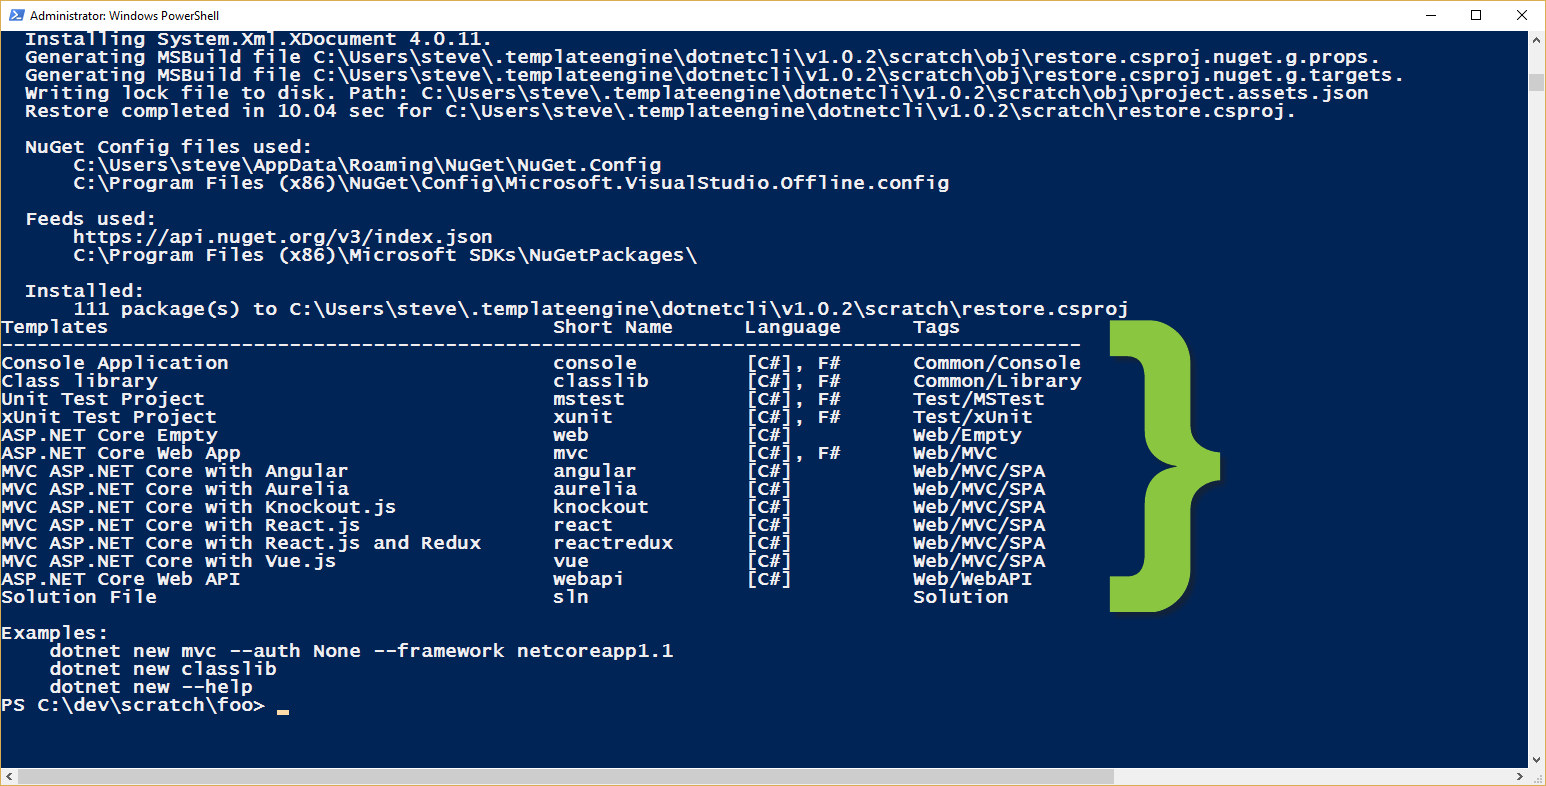 Administrator: Windows PowerShell
Installing System.Xml.XDocument 4.0.11.
Generating MSBuild file C:\Users\steve\.templateengine\dotnetcli\v1.0.2\scratch\obj\restore.csproj.nuget.g.props.
Generating MSBuild file C:\Users\steve\.templateengine\dotnetcli\v1.0.2\scratch\obj\restore.csproj.nuget.g.targets.
Writing lock file to disk. Path: C:\Users\steve\.templateengine\dotnetcli\v1.0.2\scratch\obj\project.assets.json
Restore completed in 10.04 sec for C:\Users\steve\.templateengine\dotnetcli\v1.0.2\scratch\restore.csproj.
NuGet Config files used:
C:\Users\steve\AppData\Roaming\NuGet\NuGet.Config
C:\Program Files (x86)\NuGet\Config\Microsoft.VisualStudio.Offline.config
Feeds used:
https://api.nuget.org/v3/index.json
C:\Program Files (x86)\Microsoft SDKs\NuGetPackages\
Installed:
111 package(s) to C:\Users\steve\.templateengine\dotnetcli\v1.0.2\scratch\restore.csproj
Templates Short Name Language Tags
------------------------------------------------------------------------------------------
Console Application console [C#], F# Common/Console
Class library classlib [C#], F# Common/Library
Unit Test Project mstest [C#], F# Test/MSTest
xUnit Test Project xunit [C#], F# Test/xUnit
ASP.NET Core Empty web [C#] Web/Empty
ASP.NET Core Web App mvc [C#], F# Web/MVC
MVC ASP.NET Core with Angular angular [C#] Web/MVC/SPA
MVC ASP.NET Core with Aurelia aurelia [C#] Web/MVC/SPA
MVC ASP.NET Core with Knockout.js knockout [C#] Web/MVC/SPA
MVC ASP.NET Core with React.js react [C#] Web/MVC/SPA
MVC ASP.NET Core with React.js and Redux reactredux [C#] Web/MVC/SPA
MVC ASP.NET Core with Vue.js vue [C#] Web/MVC/SPA
ASP.NET Core Web API webapi [C#] Web/WebAPI
Solution File sln Solution
}
Examples:
dotnet new mvc --auth None --framework netcoreapp1.1
dotnet new classlib
dotnet new --help
PS C:\dev\scratch\foo> _